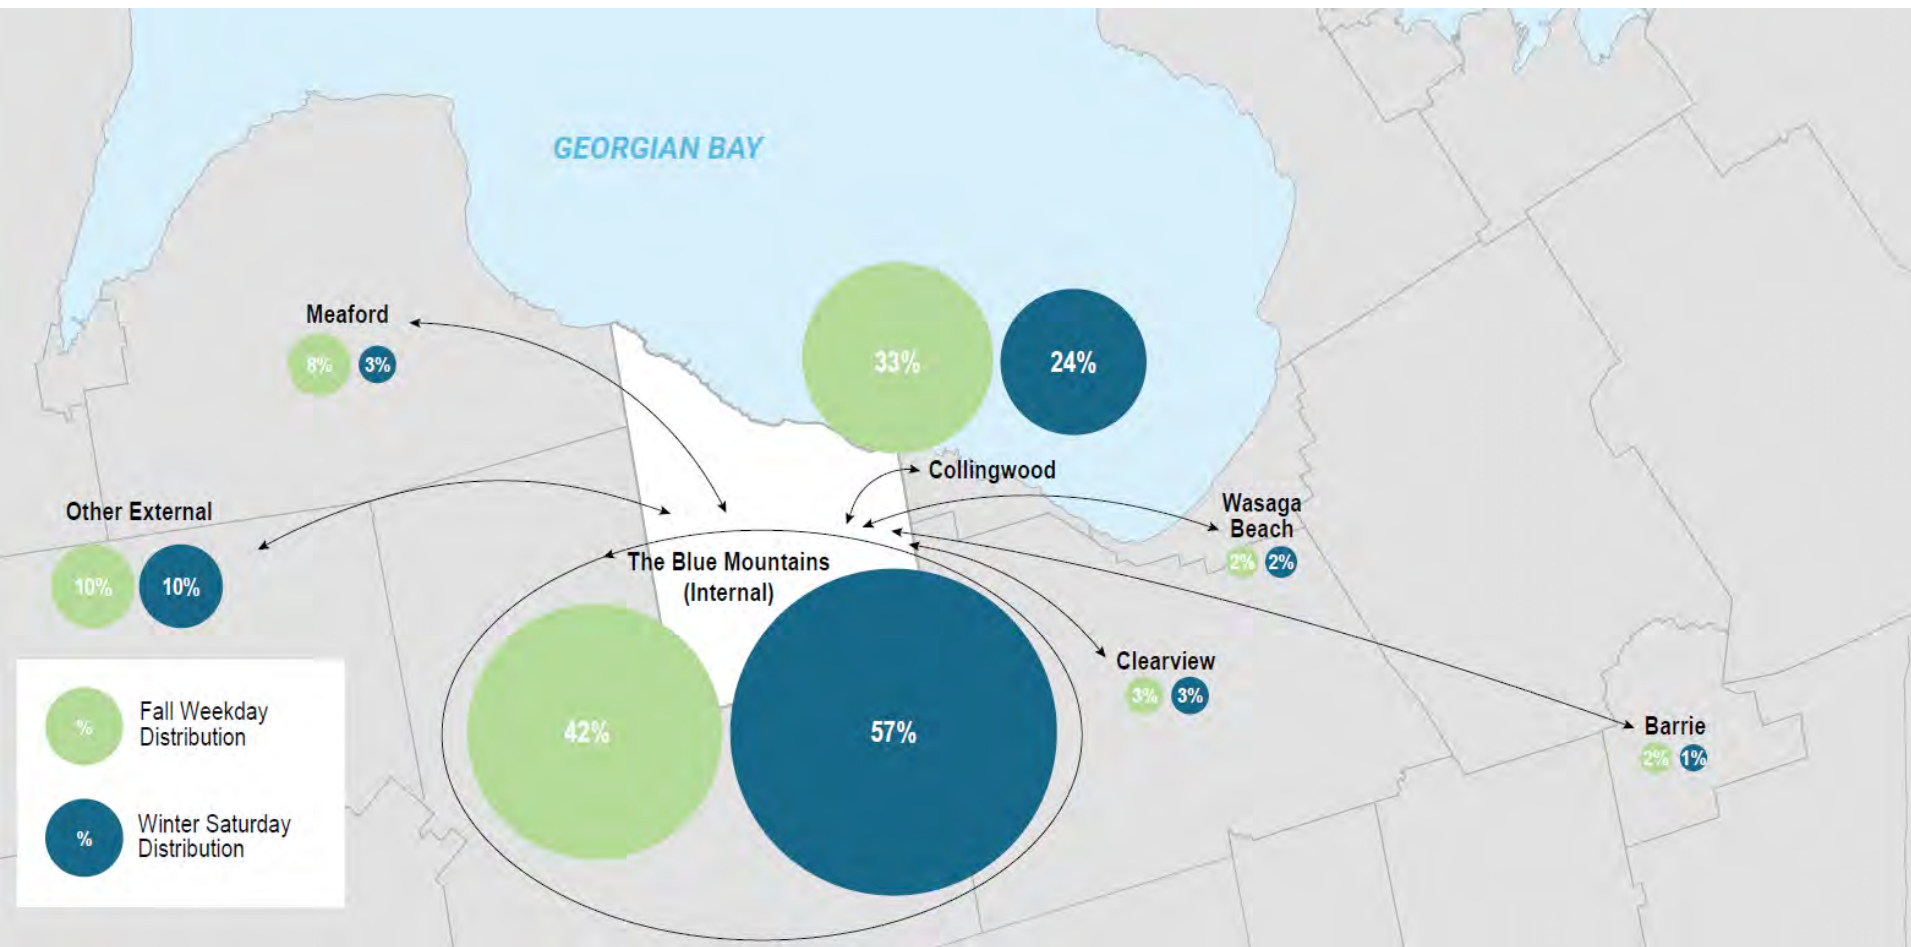 GEORGIAN BAY
Meaford
8% 3%
33% 24%
Collingwood
Wasaga
Beach
2% 2%
Other External
10% 10%
The Blue Mountains
(Internal)
42% 57%
Clearview
3% 3%
Barrie
2% 1%
% Fall Weekday
Distribution
% Winter Saturday
Distribution